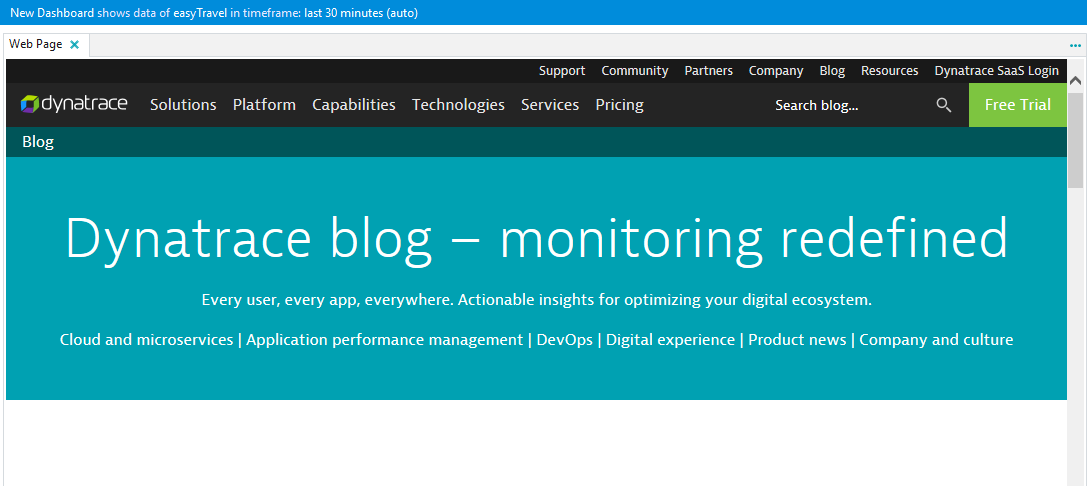 New Dashboard shows data of easyTravel in timeframe: last 30 minutes (auto)
Web Page
Support Community Partners Company Blog Resources Dynatrace SaaS Login
dynatrace Solutions Platform Capabilities Technologies Services Pricing Search blog... Free Trial
Blog
Dynatrace blog – monitoring redefined
Every user, every app, everywhere. Actionable insights for optimizing your digital ecosystem.
Cloud and microservices | Application performance management | DevOps | Digital experience | Product news | Company and culture